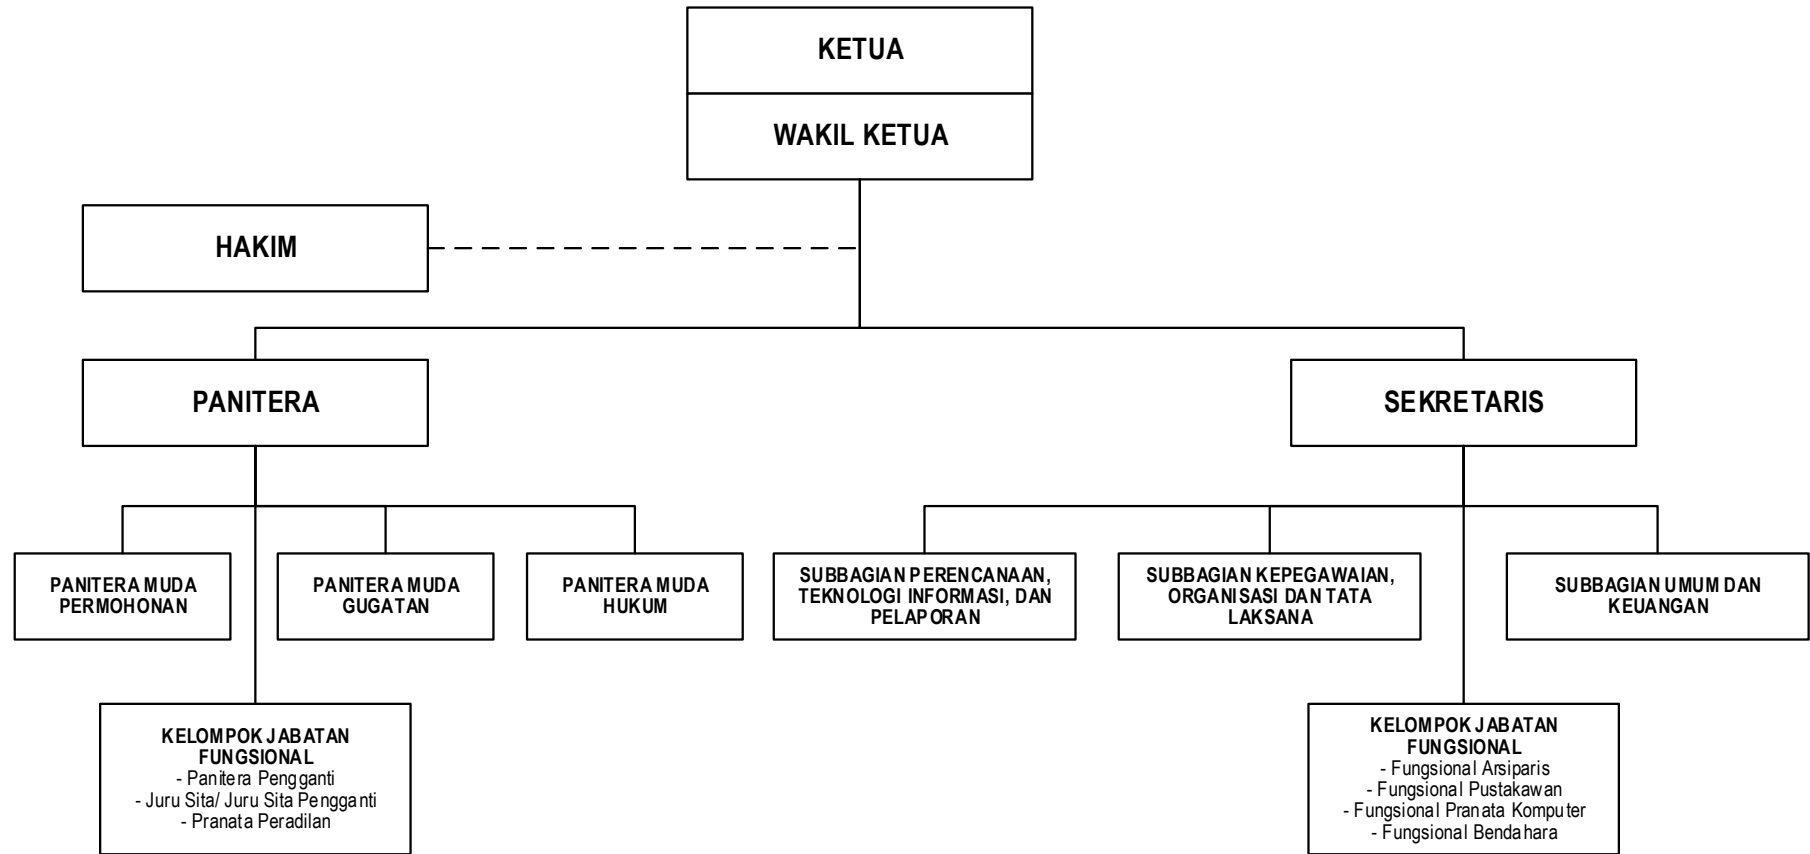 KETUA
WAKIL KETUA
HAKIM
PANITERA
SEKRETARIS
PANITERA MUDA
PERMOHONAN
PANITERA MUDA
GUGATAN
PANITERA MUDA
HUKUM
SUBBAGIAN PERENCANAAN,
TEKNOLOGI INFORMASI, DAN
PELAPORAN
SUBBAGIAN KEPEGAWAIAN,
ORGANISASI DAN TATA
LAKSANA
SUBBAGIAN UMUM DAN
KEUANGAN
KELOMPOK JABATAN
FUNGSIONAL
- Panitera Pengganti
- Juru Sita/ Juru Sita Pengganti
- Pranata Peradilan
KELOMPOK JABATAN
FUNGSIONAL
- Fungsional Arsiparis
- Fungsional Pustakawan
- Fungsional Pranata Komputer
- Fungsional Bendahara